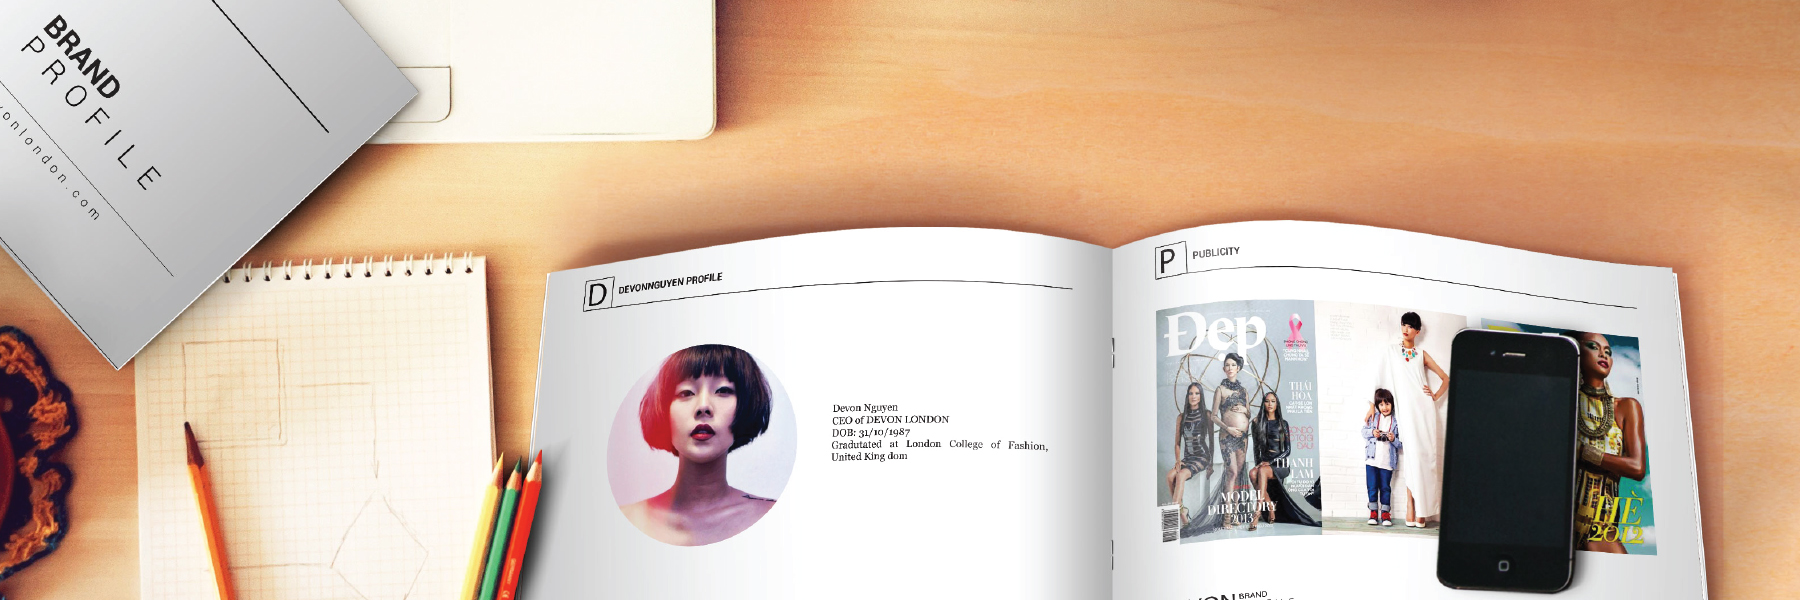 BRAND
PROFILE
onlondon.com
D DEVONNGUYEN PROFILE
Devon Nguyen
CEO of DEVON LONDON
DOB: 31/10/1987
Gradutated at London College of Fashion,
United King dom
P PUBLICITY
Đẹp
THÁI
HÒA
THANH
LAM
MODEL
DIRECTORY
2013
HÈ
2012
BRAND